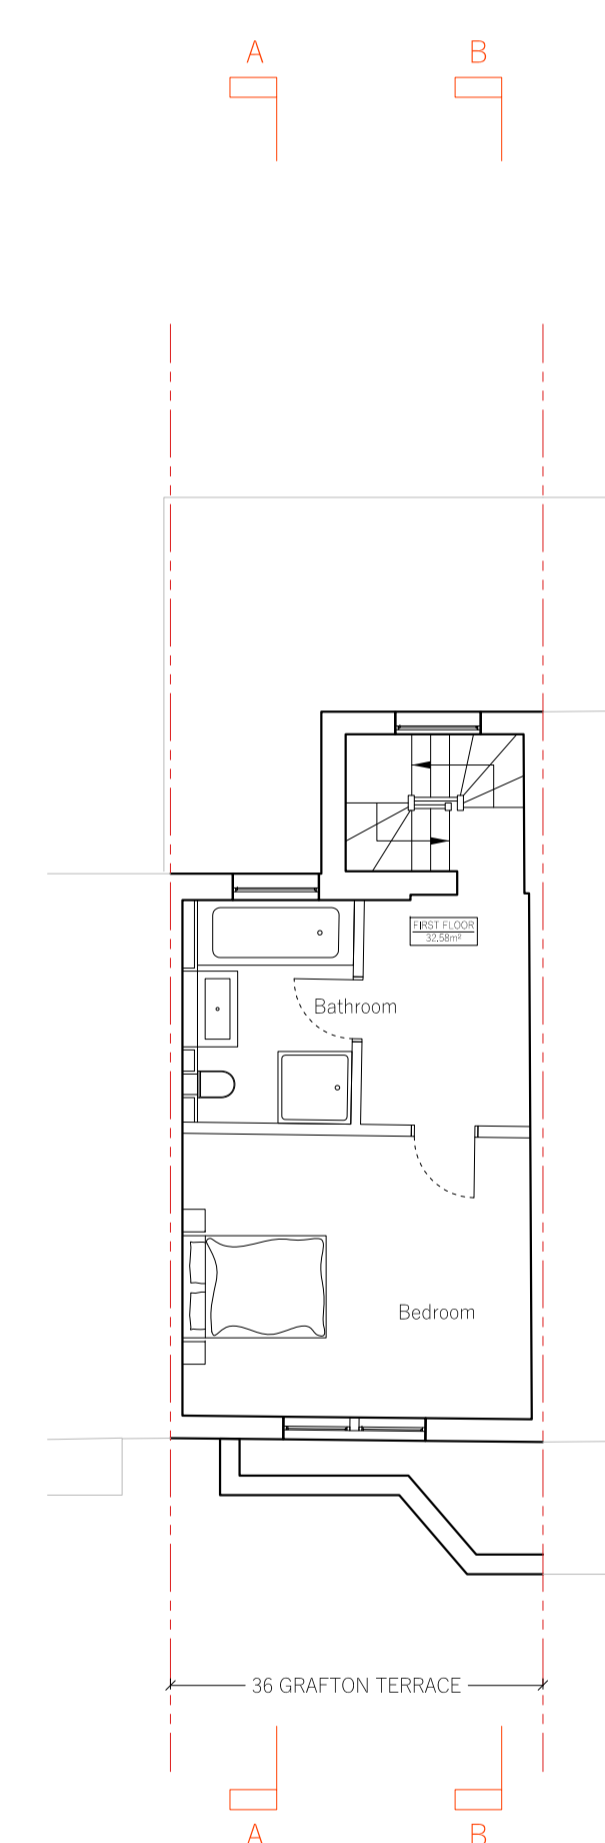 A B
FIRST FLOOR
32.58m²
Bathroom
Bedroom
36 GRAFTON TERRACE
A B